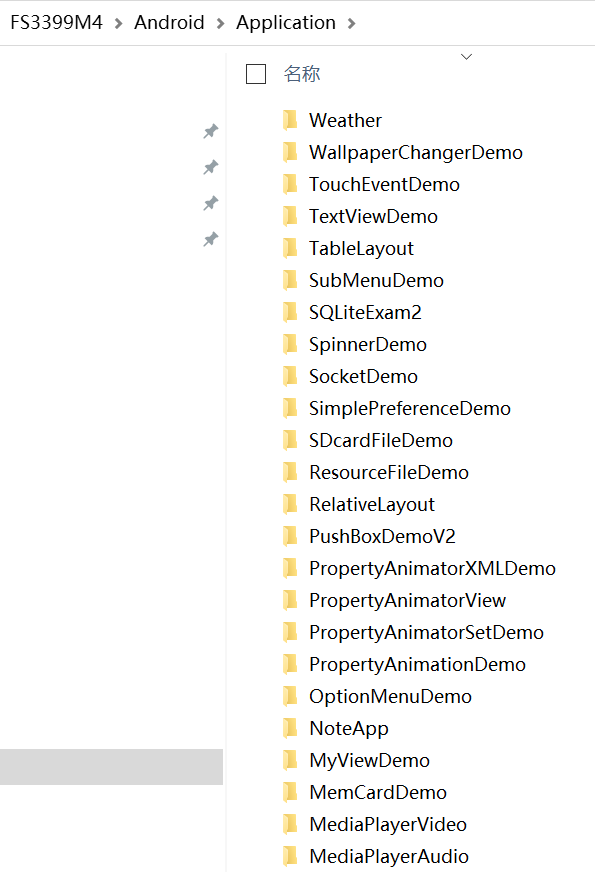 FS3399M4 > Android > Application >
名称
Weather
WallpaperChangerDemo
TouchEventDemo
TextViewDemo
TableLayout
SubMenuDemo
SQLiteExam2
SpinnerDemo
SocketDemo
SimplePreferenceDemo
SDcardFileDemo
ResourceFileDemo
RelativeLayout
PushBoxDemoV2
PropertyAnimatorXMLDemo
PropertyAnimatorView
PropertyAnimatorSetDemo
PropertyAnimationDemo
OptionMenuDemo
NoteApp
MyViewDemo
MemCardDemo
MediaPlayerVideo
MediaPlayerAudio